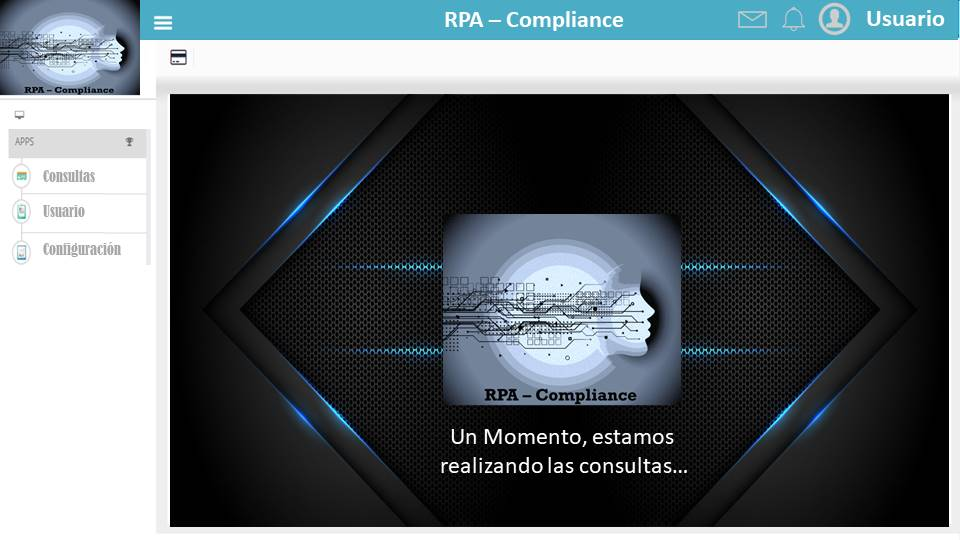 RPA – Compliance
Usuario
RPA – Compliance
APPS
Consultas
Usuario
Configuración
RPA – Compliance
Un Momento, estamos
realizando las consultas...